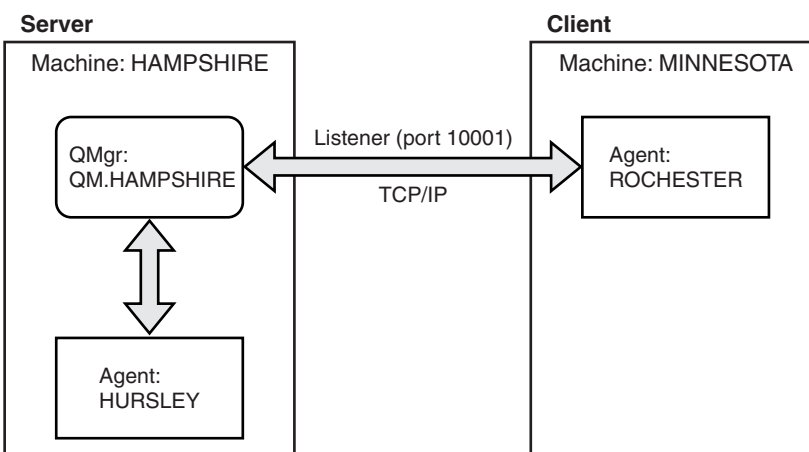 Server
Client
Machine: HAMPSHIRE
Machine: MINNESOTA
QMgr:
QM.HAMPSHIRE
Listener (port 10001)
TCP/IP
Agent:
ROCHESTER
Agent:
HURSLEY